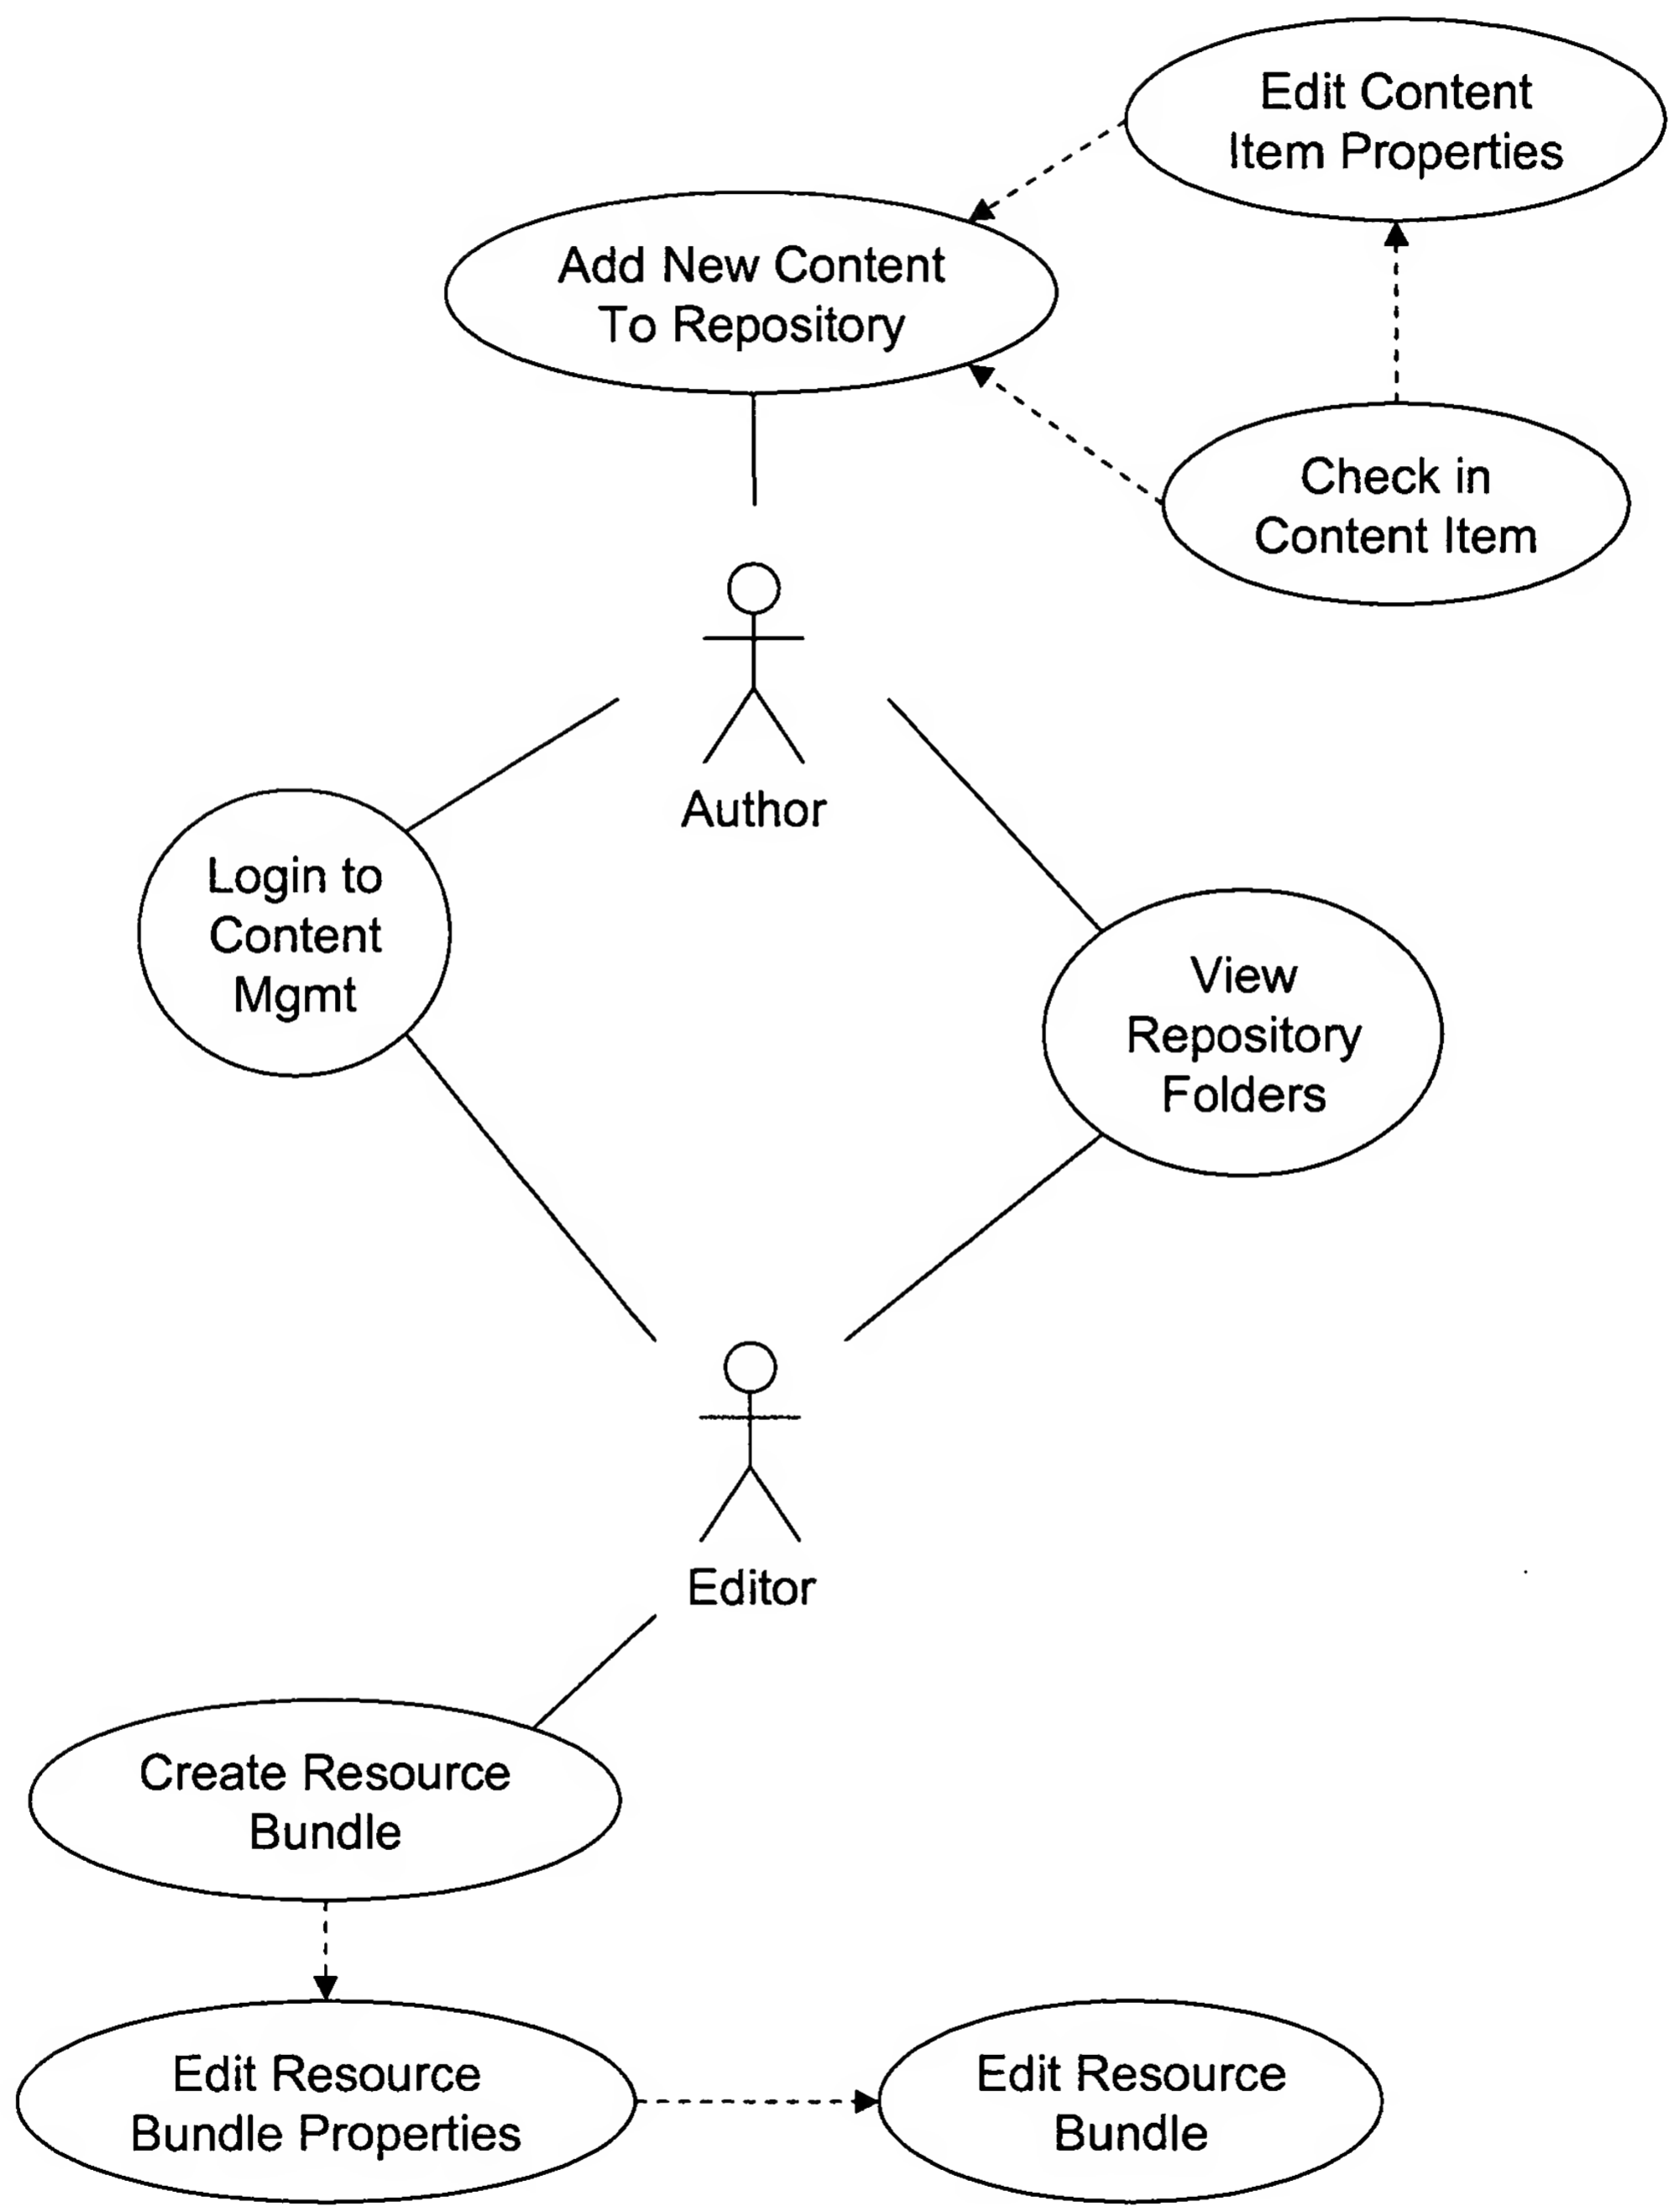 Edit Content
Item Properties
Add New Content
To Repository
Check in
Content Item
Author
Login to
Content
Mgmt
View
Repository
Folders
Editor
Create Resource
Bundle
Edit Resource
Bundle Properties
Edit Resource
Bundle